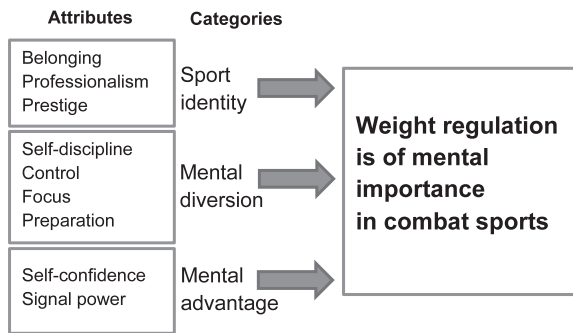 Attributes
Categories
Belonging
Professionalism
Prestige
Sport
identity
Self-discipline
Control
Focus
Preparation
Mental
diversion
Self-confidence
Signal power
Mental
advantage
Weight regulation
is of mental
importance
in combat sports